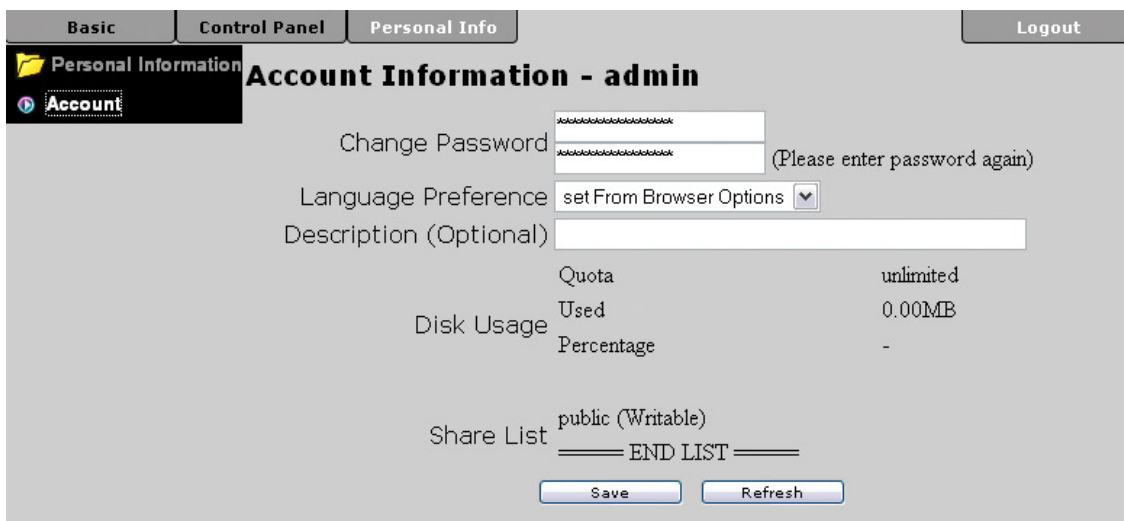 Basic Control Panel Personal Info Logout
Personal Information
Account
Account Information - admin
Change Password
*****************
*****************
(Please enter password again)
Language Preference set From Browser Options
Description (Optional)
Disk Usage
Quota unlimited
Used 0.00MB
Percentage -
Share List
public (Writable)
===== END LIST =====
Save Refresh